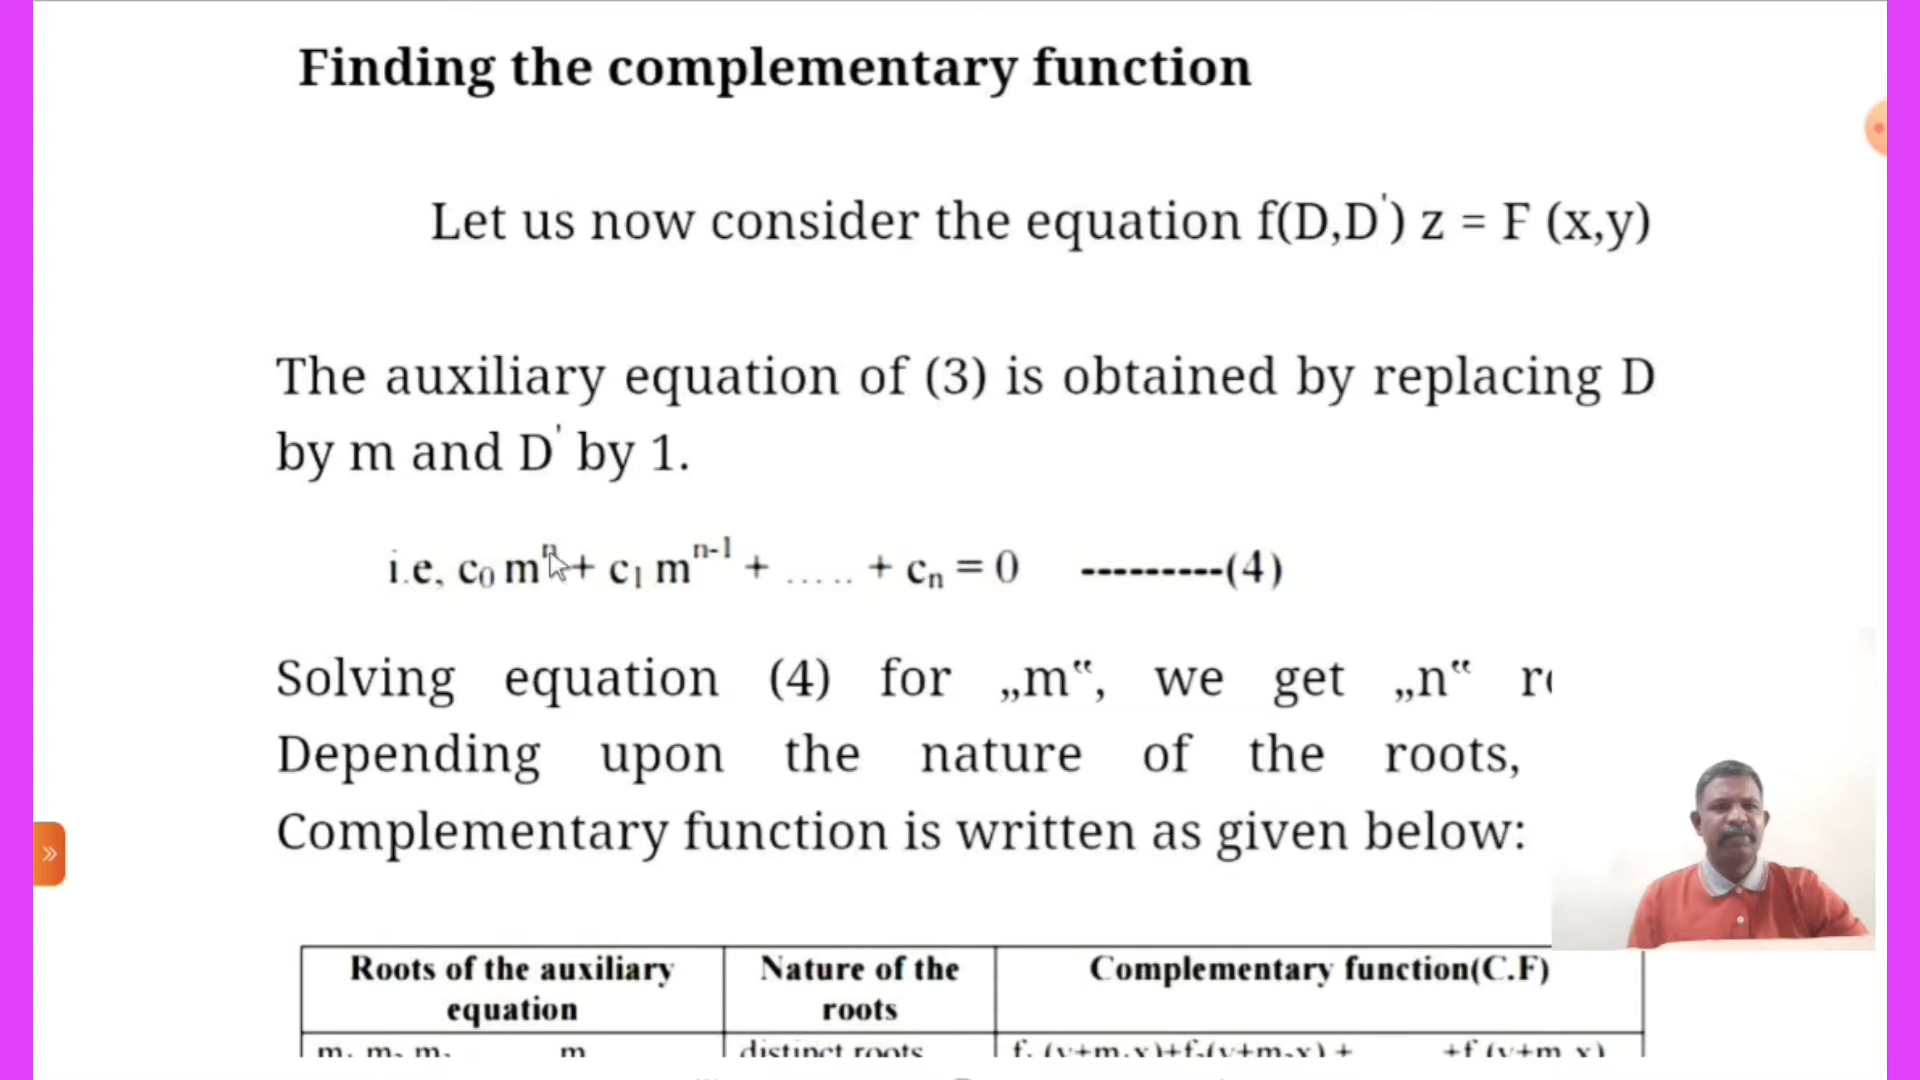 Finding the complementary function
Let us now consider the equation f(D,D') z = F (x,y)
The auxiliary equation of (3) is obtained by replacing D
by m and D' by 1.
i.e, c₀ mⁿ + c₁ mⁿ⁻¹ + ..... + cₙ = 0 ---------(4)
Solving equation (4) for „m‟, we get „n‟
Depending upon the nature of the roots,
Complementary function is written as given below:
Roots of the auxiliary equation
Nature of the roots
Complementary function(C.F)
distinct roots